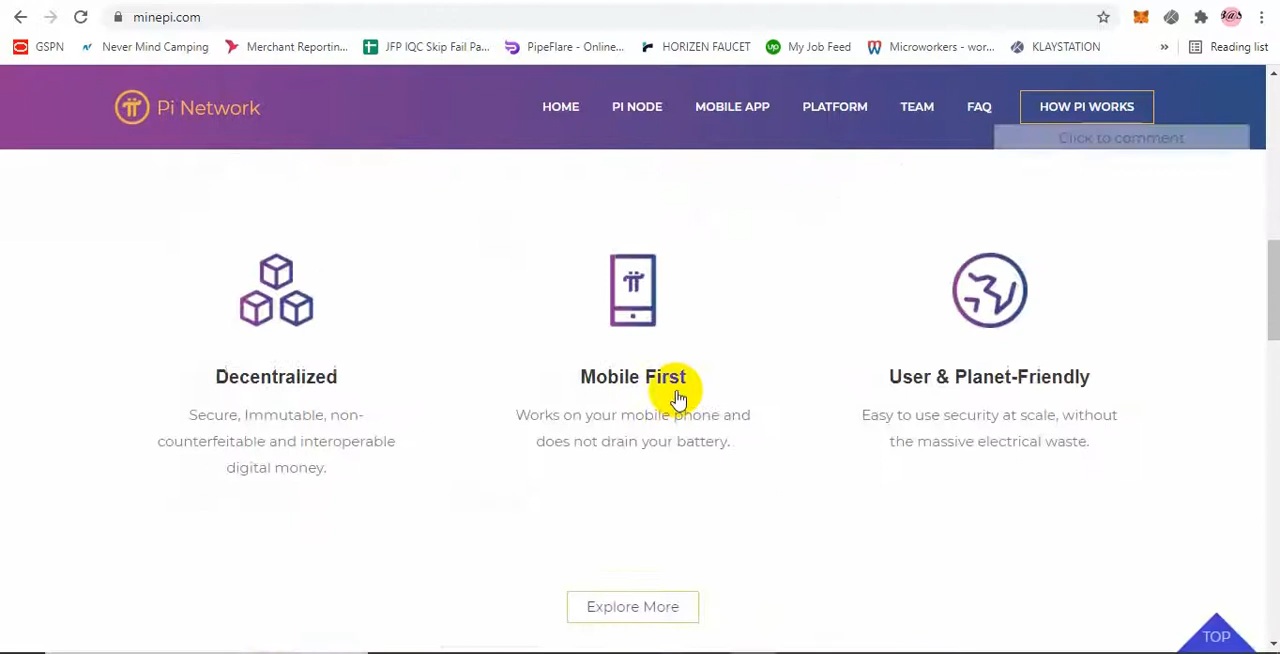 minepi.com
GSPN
Never Mind Camping
Merchant Reporting...
JFP IQC Skip Fail Pa...
PipeFlare - Online...
HORIZEN FAUCET
My Job Feed
Microworkers - wor...
KLAYSTATION
»
Reading list
Pi Network
HOME
PI NODE
MOBILE APP
PLATFORM
TEAM
FAQ
HOW PI WORKS
Click to comment
Decentralized
Secure, Immutable, non-
counterfeitable and interoperable
digital money.
Mobile First
Works on your mobile phone and
does not drain your battery.
User & Planet-Friendly
Easy to use security at scale, without
the massive electrical waste.
Explore More
TOP